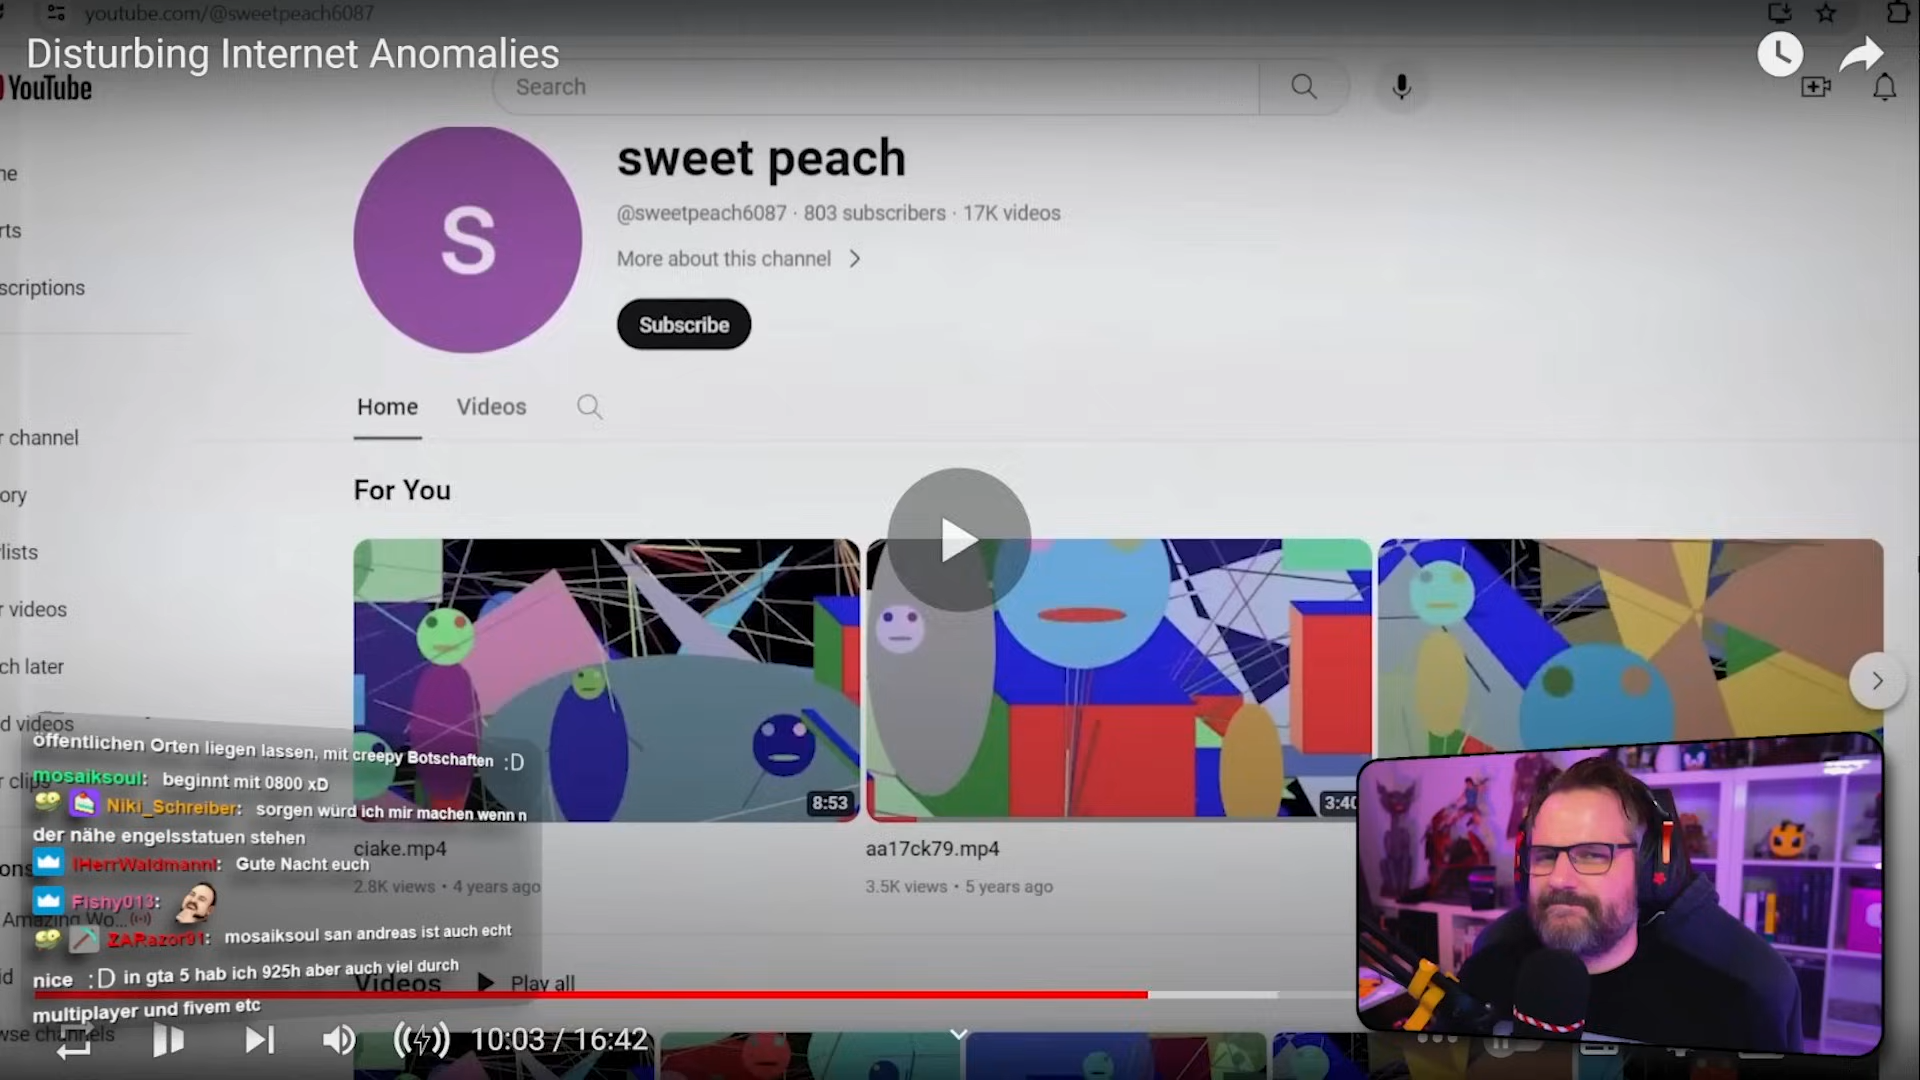 youtube.com/@sweetpeach6087
Disturbing Internet Anomalies
YouTube
Search
ne
rts
scriptions
S
sweet peach
@sweetpeach6087 · 803 subscribers · 17K videos
More about this channel
Subscribe
r channel
ory
lists
r videos
ch later
d videos
r clips
Home
Videos
For You
8:53
3:40
ciake.mp4
2.8K views • 4 years ago
aa17ck79.mp4
3.5K views • 5 years ago
Videos
Play all
öffentlichen Orten liegen lassen, mit creepy Botschaften :D
mosaiksoul: beginnt mit 0800 xD
Niki_Schreiber: sorgen würd ich mir machen wenn n
der nähe engelsstatuen stehen
IHerrWaldmannI: Gute Nacht euch
Fishy013:
ZARazor91: mosaiksoul san andreas ist auch echt
nice :D in gta 5 hab ich 925h aber auch viel durch
multiplayer und fivem etc
ons
Amazing Wo...
id
wse channels
10:03 / 16:42